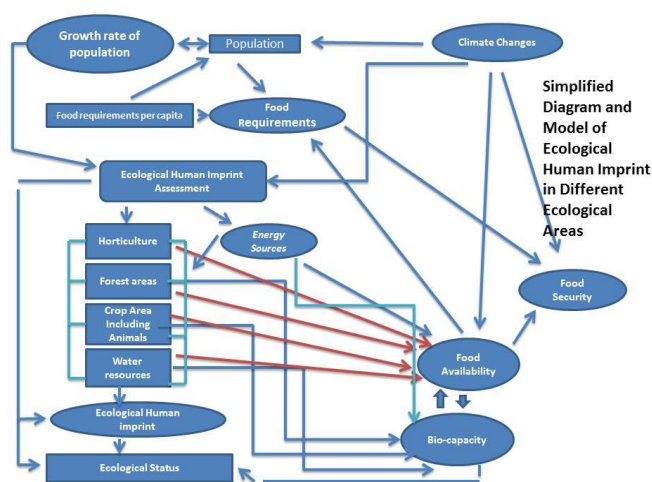 Growth rate of
population
Population
Climate Changes
Simplified
Diagram and
Model of
Ecological
Human Imprint
in Different
Ecological
Areas
Food requirements per capita
Food
Requirements
Ecological Human Imprint
Assessment
Horticulture
Energy
Sources
Forest areas
Food
Security
Crop Area
Including
Animals
Water
resources
Food
Availability
Ecological Human
imprint
Bio-capacity
Ecological Status